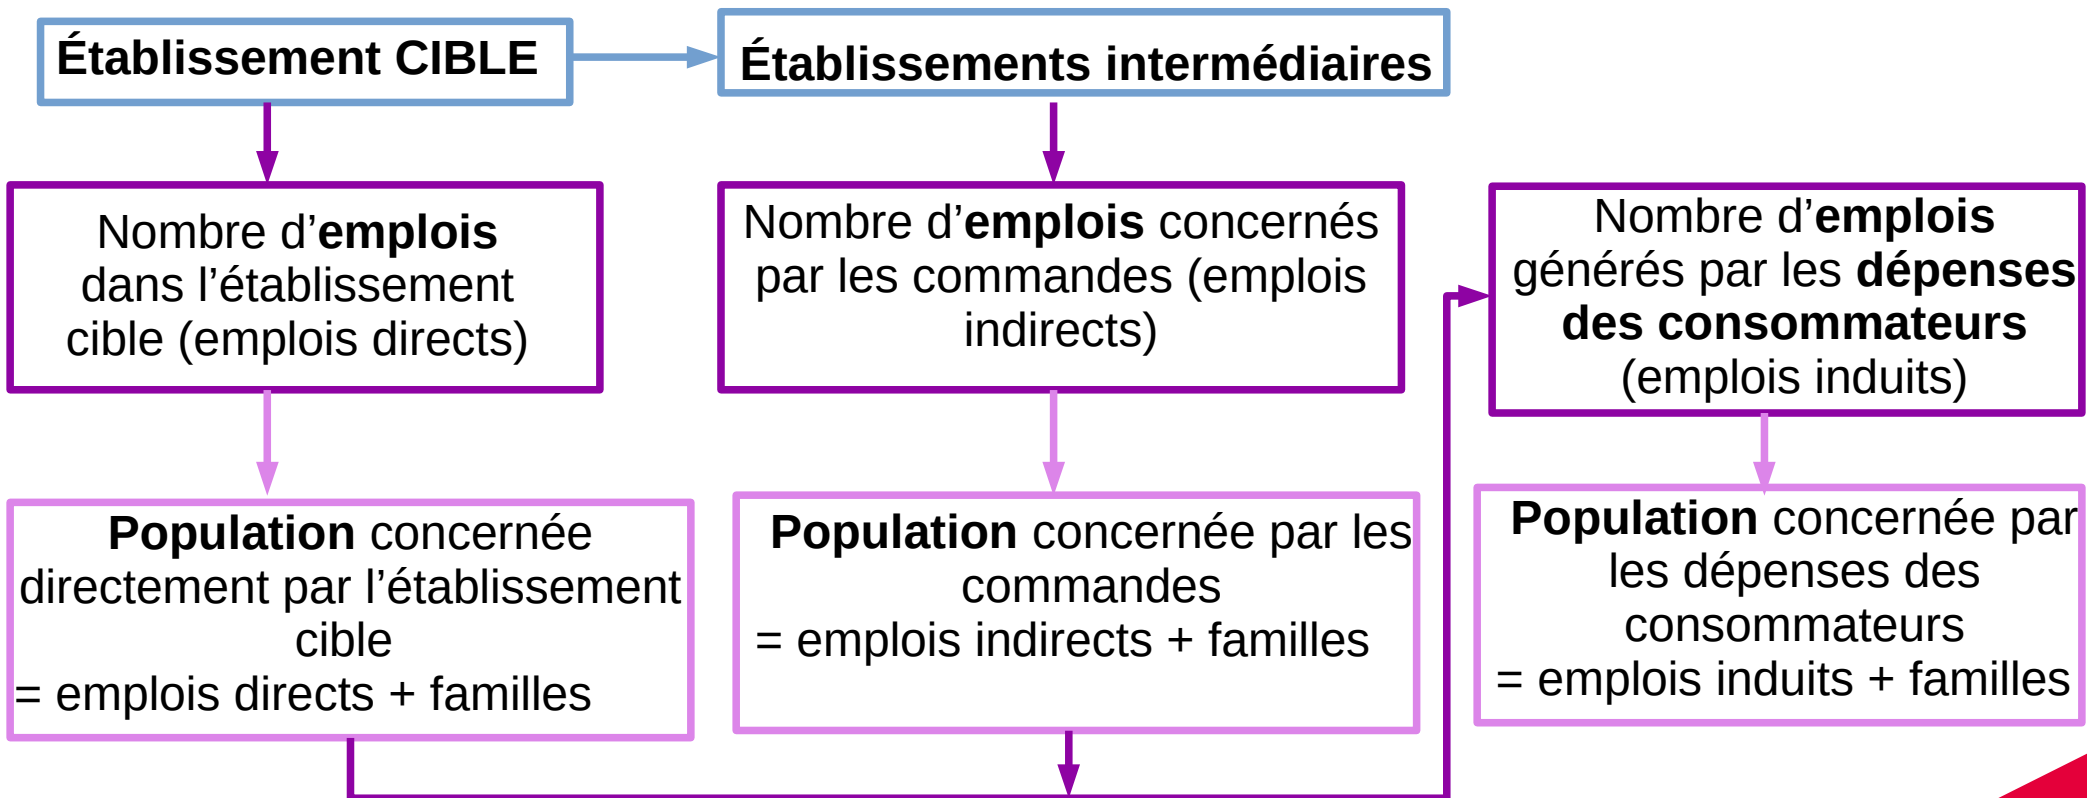 Établissement CIBLE
Établissements intermédiaires
Nombre d’emplois
dans l’établissement
cible (emplois directs)
Nombre d’emplois concernés
par les commandes (emplois
indirects)
Nombre d’emplois
générés par les dépenses
des consommateurs
(emplois induits)
Population concernée
directement par l’établissement
cible
= emplois directs + familles
Population concernée par les
commandes
= emplois indirects + familles
Population concernée par
les dépenses des
consommateurs
= emplois induits + familles